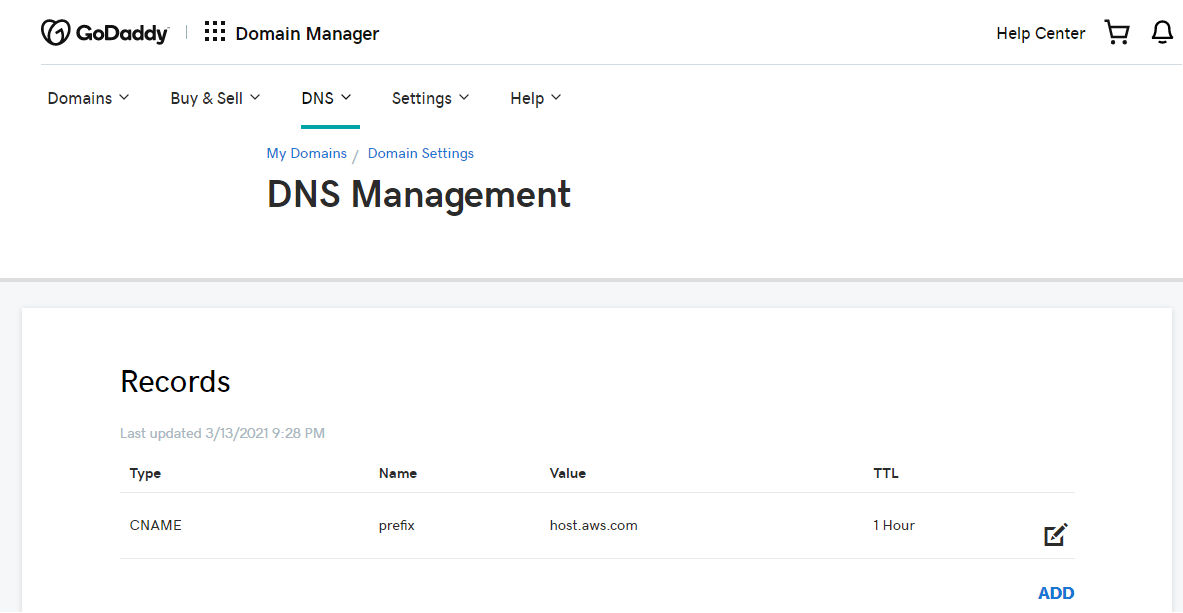 GoDaddy Domain Manager Help Center
Domains Buy & Sell DNS Settings Help
My Domains / Domain Settings
DNS Management
Records
Last updated 3/13/2021 9:28 PM
Type Name Value TTL
CNAME prefix host.aws.com 1 Hour
ADD